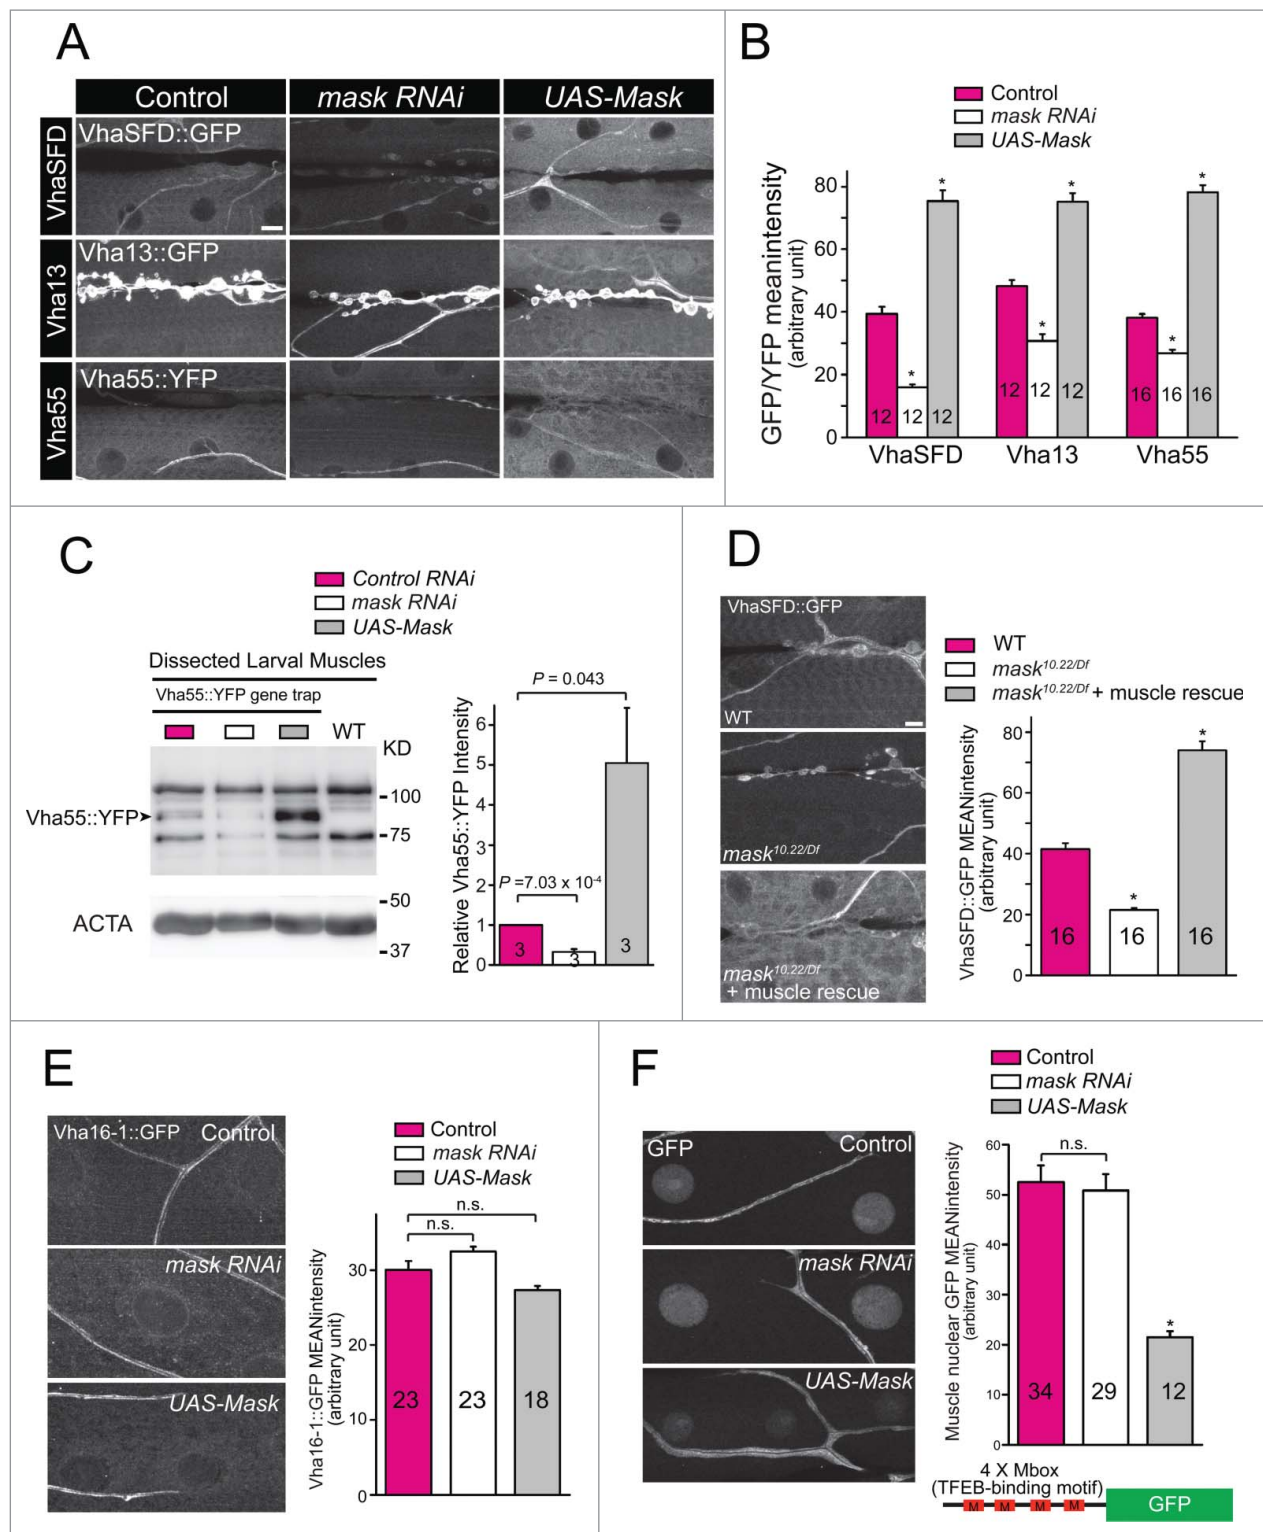 A
Control
mask RNAi
UAS-Mask
VhaSFD
VhaSFD::GFP
Vha13
Vha13::GFP
Vha55
Vha55::YFP
B
Control
mask RNAi
UAS-Mask
GFP/YFP meanintensity
(arbitrary unit)
80
60
40
20
0
*
*
*
*
*
*
12
12
12
12
12
12
16
16
16
VhaSFD
Vha13
Vha55
C
Control RNAi
mask RNAi
UAS-Mask
Dissected Larval Muscles
Vha55::YFP gene trap
WT
KD
100
Vha55::YFP
75
50
ACTA
37
Relative Vha55::YFP Intensity
6
5
4
3
2
1
0
P = 0.043
P =7.03 x 10-4
3
3
3
D
VhaSFD::GFP
WT
mask10.22/Df
mask10.22/Df
+ muscle rescue
WT
mask10.22/Df
mask10.22/Df + muscle rescue
VhaSFD::GFP MEANintensity
(arbitrary unit)
80
60
40
20
0
*
*
16
16
16
E
Vha16-1::GFP
Control
mask RNAi
UAS-Mask
Control
mask RNAi
UAS-Mask
Vha16-1::GFP MEANintensity
(arbitrary unit)
30
20
10
0
n.s.
n.s.
23
23
18
F
GFP
Control
mask RNAi
UAS-Mask
Control
mask RNAi
UAS-Mask
Muscle nuclear GFP MEANintensity
(arbitrary unit)
60
50
40
30
20
10
0
n.s.
*
34
29
12
4 X Mbox
(TFEB-binding motif)
M
M
M
M
GFP